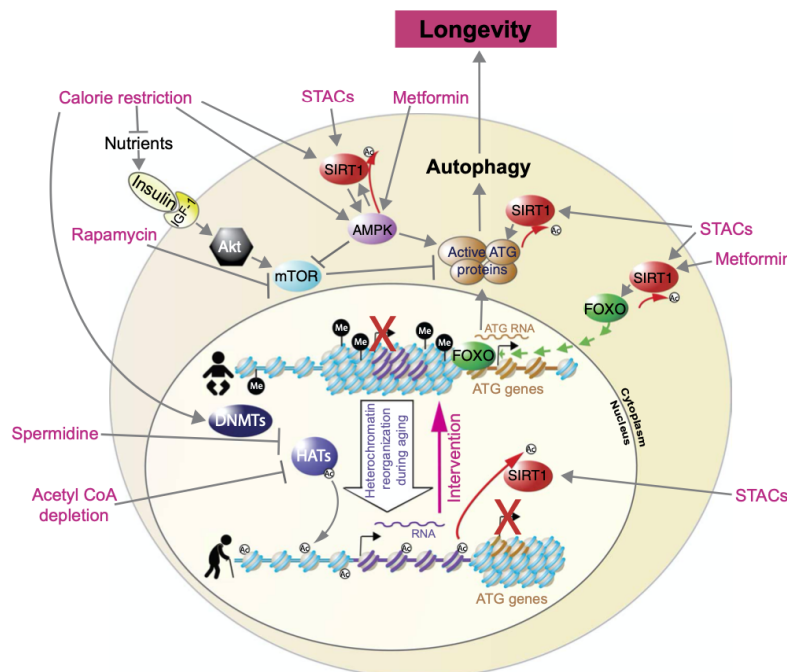 Longevity
Calorie restriction
STACs
Metformin
Nutrients
Autophagy
Ac
SIRT1
Insulin
IGF-1
SIRT1
Ac
Rapamycin
Akt
AMPK
STACs
Active ATG
proteins
mTOR
Metformin
SIRT1
Ac
FOXO
Me
Me
Me
Me
X
ATG RNA
FOXO
ATG genes
Me
Cytoplasm
Nucleus
DNMTs
Spermidine
HATs
Ac
Heterochromatin
reorganization
during aging
Intervention
Ac
SIRT1
Acetyl CoA
depletion
STACs
RNA
X
Ac
Ac
Ac
Ac
Ac
ATG genes